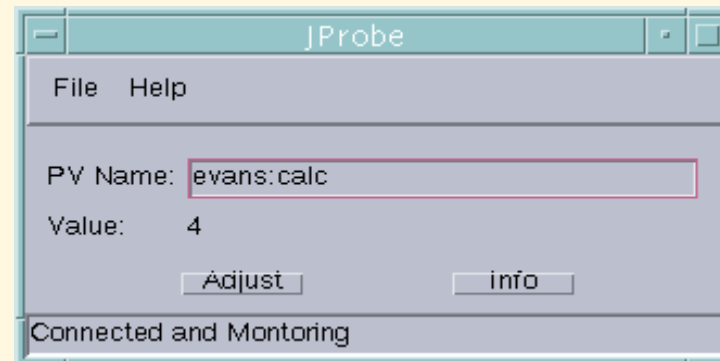 JProbe
File Help
PV Name: evans:calc
Value: 4
Adjust info
Connected and Montoring